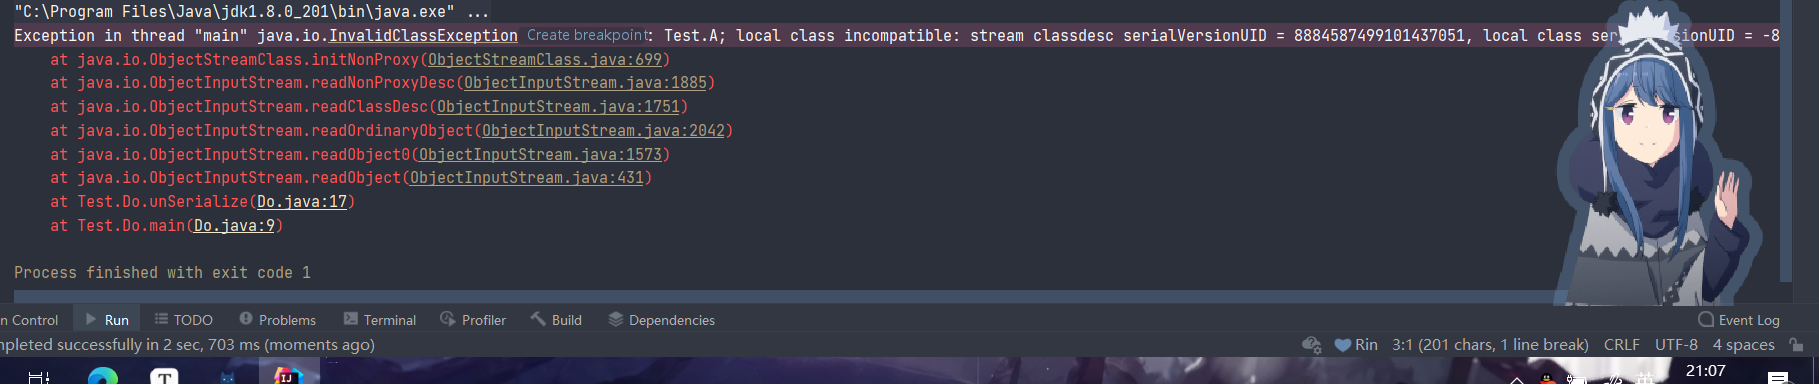 "C:\Program Files\Java\jdk1.8.0_201\bin\java.exe" ...
Exception in thread "main" java.io.InvalidClassException Create breakpoint : Test.A; local class incompatible: stream classdesc serialVersionUID = 8884587499101437051, local class ser sionUID = -8
at java.io.ObjectStreamClass.initNonProxy(ObjectStreamClass.java:699)
at java.io.ObjectInputStream.readNonProxyDesc(ObjectInputStream.java:1885)
at java.io.ObjectInputStream.readClassDesc(ObjectInputStream.java:1751)
at java.io.ObjectInputStream.readOrdinaryObject(ObjectInputStream.java:2042)
at java.io.ObjectInputStream.readObject0(ObjectInputStream.java:1573)
at java.io.ObjectInputStream.readObject(ObjectInputStream.java:431)
at Test.Do.unSerialize(Do.java:17)
at Test.Do.main(Do.java:9)
Process finished with exit code 1
n Control Run TODO Problems Terminal Profiler Build Dependencies Event Log
mpleted successfully in 2 sec, 703 ms (moments ago) Rin 3:1 (201 chars, 1 line break) CRLF UTF-8 4 spaces
T IJ 英 21:07